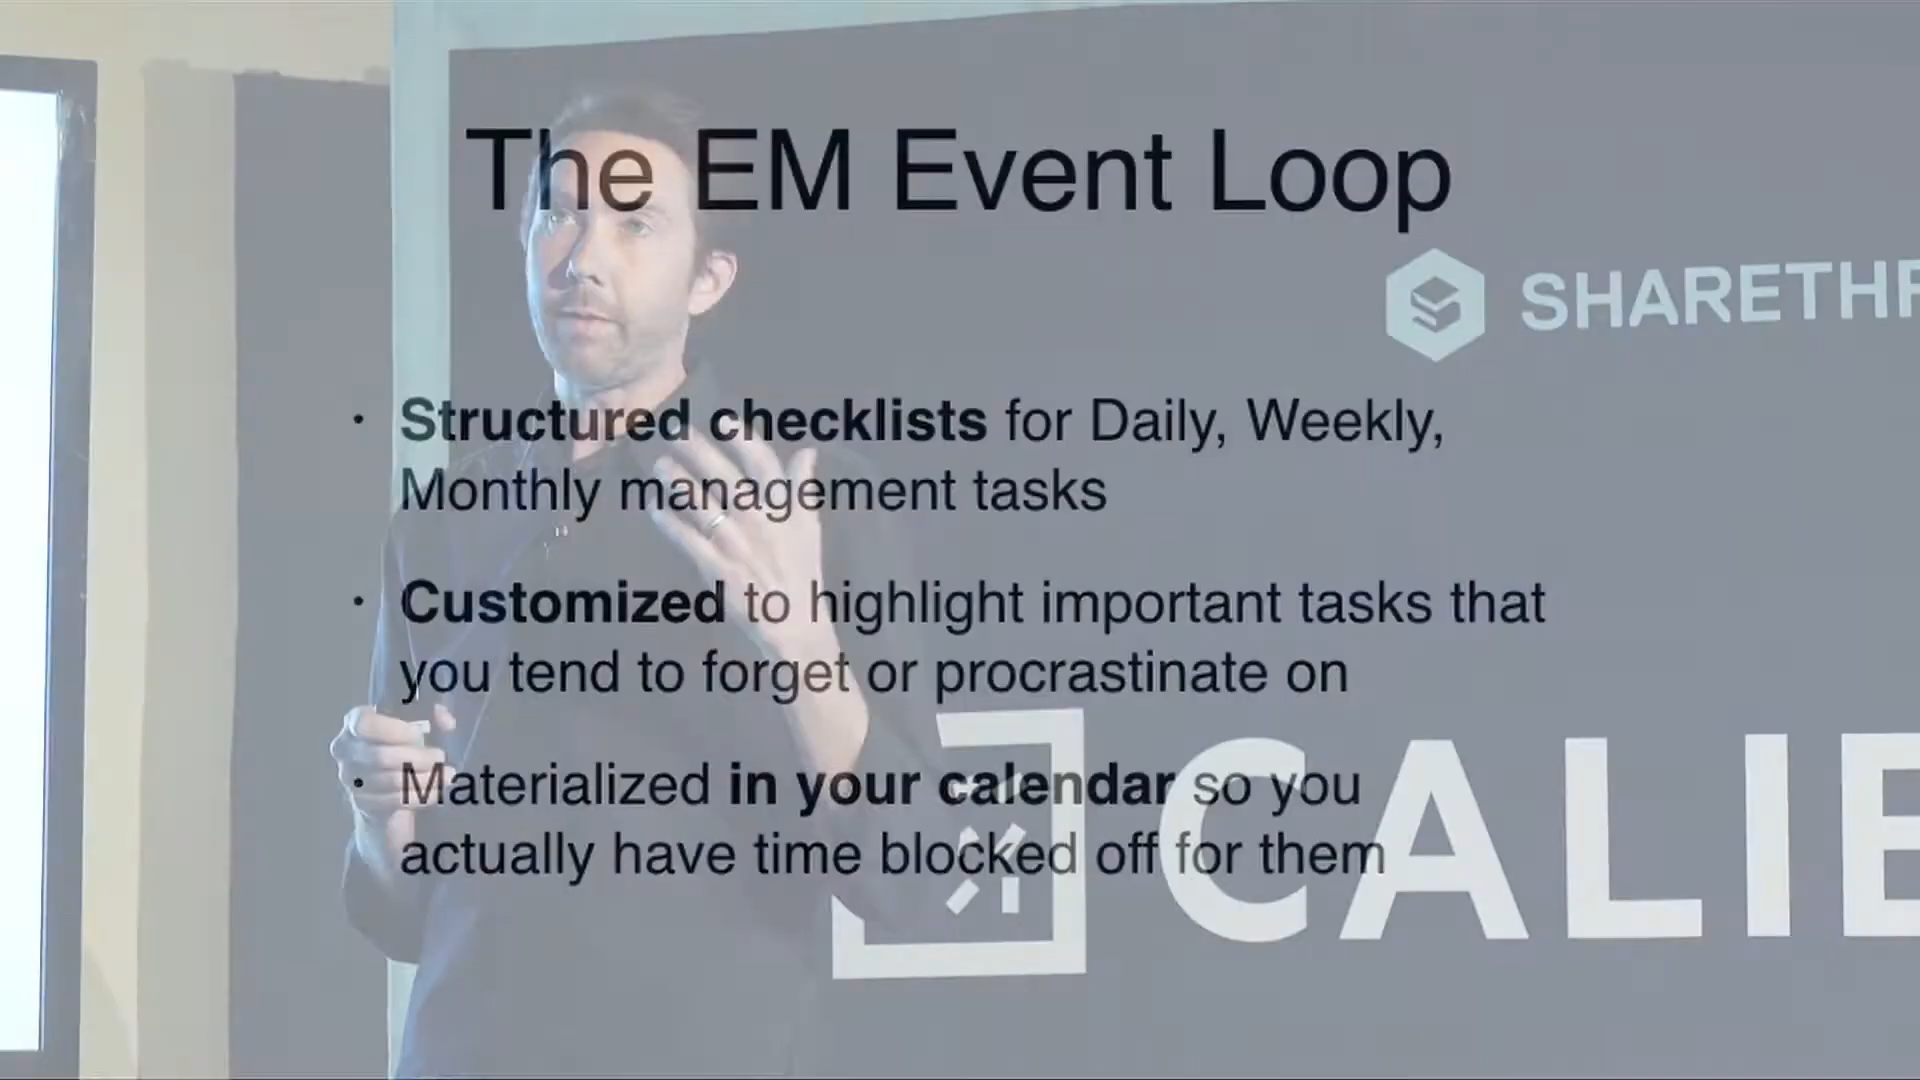 The EM Event Loop
SHARETHR
· Structured checklists for Daily, Weekly,
Monthly management tasks
· Customized to highlight important tasks that
you tend to forget or procrastinate on
· Materialized in your calendar so you
actually have time blocked off for them
CALIB